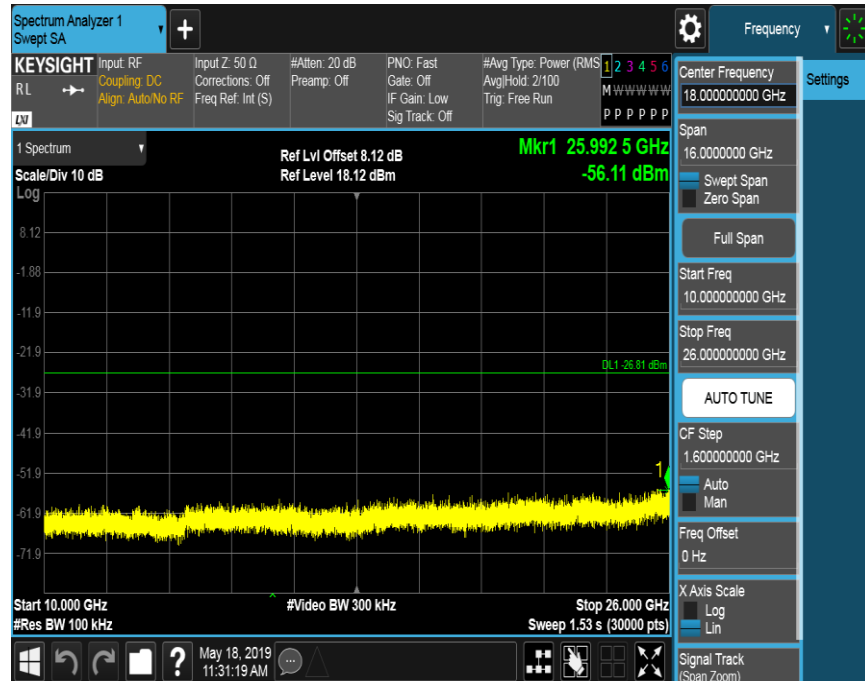 Spectrum Analyzer 1
Swept SA
Frequency
KEYSIGHT
RL
LXI
Input: RF
Coupling: DC
Align: Auto/No RF
Input Z: 50 Ω
Corrections: Off
Freq Ref: Int (S)
#Atten: 20 dB
Preamp: Off
PNO: Fast
Gate: Off
IF Gain: Low
Sig Track: Off
#Avg Type: Power (RMS
Avg|Hold: 2/100
Trig: Free Run
1 2 3 4 5 6
M W W W W W
P P P P P P
Center Frequency
18.000000000 GHz
Settings
Span
16.0000000 GHz
Swept Span
Zero Span
Full Span
Start Freq
10.000000000 GHz
Stop Freq
26.000000000 GHz
AUTO TUNE
CF Step
1.600000000 GHz
Auto
Man
Freq Offset
0 Hz
X Axis Scale
Log
Lin
Signal Track
(Span Zoom)
1 Spectrum
Scale/Div 10 dB
Log
Ref Lvl Offset 8.12 dB
Ref Level 18.12 dBm
Mkr1 25.992 5 GHz
-56.11 dBm
8.12
-1.88
-11.9
-21.9
DL1 -26.81 dBm
-31.9
-41.9
-51.9
1
-61.9
-71.9
Start 10.000 GHz
#Res BW 100 kHz
#Video BW 300 kHz
Stop 26.000 GHz
Sweep 1.53 s (30000 pts)
May 18, 2019
11:31:19 AM